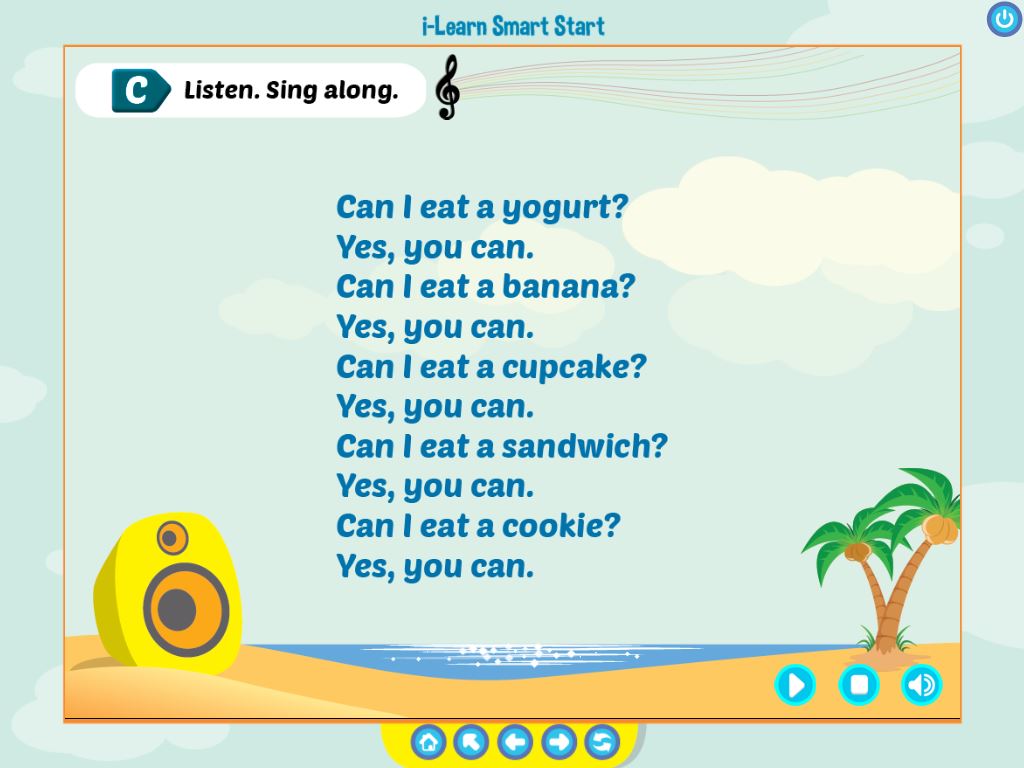 i-Learn Smart Start
C Listen. Sing along.
Can I eat a yogurt?
Yes, you can.
Can I eat a banana?
Yes, you can.
Can I eat a cupcake?
Yes, you can.
Can I eat a sandwich?
Yes, you can.
Can I eat a cookie?
Yes, you can.